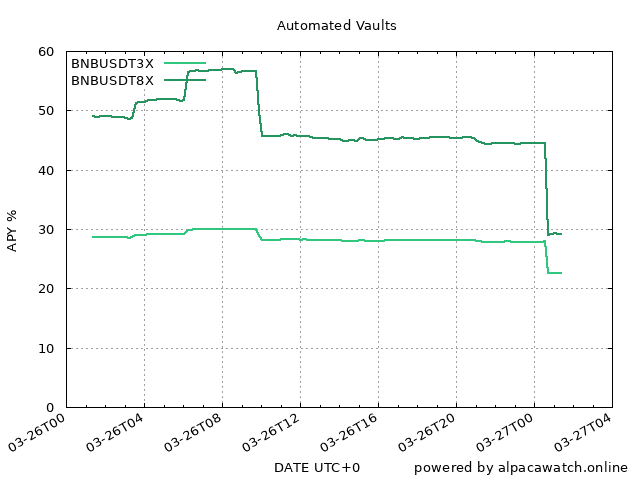 Automated Vaults
BNBUSDT3X
BNBUSDT8X
60
50
40
30
20
10
0
APY %
03-26T00
03-26T04
03-26T08
03-26T12
03-26T16
03-26T20
03-27T00
03-27T04
DATE UTC+0
powered by alpacawatch.online